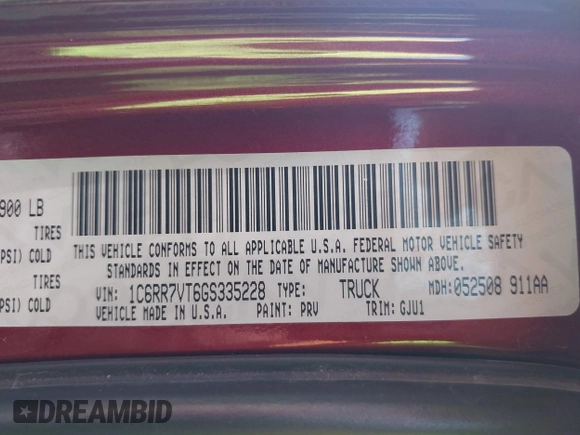 900 LB
TIRES
PSI) COLD
TIRES
PSI) COLD
THIS VEHICLE CONFORMS TO ALL APPLICABLE U.S.A. FEDERAL MOTOR VEHICLE SAFETY
STANDARDS IN EFFECT ON THE DATE OF MANUFACTURE SHOWN ABOVE.
VIN: 1C6RR7VT6GS335228 TYPE: TRUCK MDH:052508 911AA
VEHICLE MADE IN U.S.A. PAINT: PRV TRIM: GJU1
DREAMBID